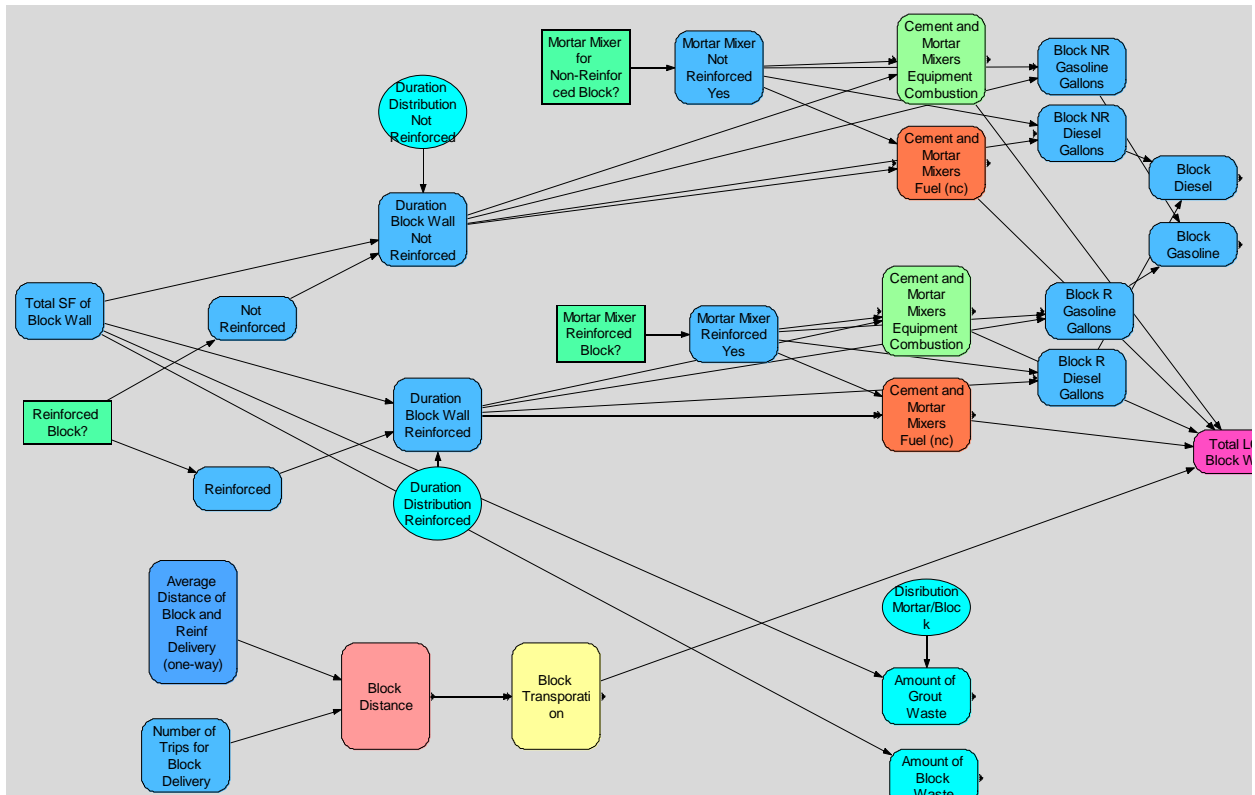 Mortar Mixer
for
Non-Reinfor
ced Block?
Mortar Mixer
Not
Reinforced
Yes
Cement and
Mortar
Mixers
Equipment
Combustion
Block NR
Gasoline
Gallons
Duration
Distribution
Not
Reinforced
Block NR
Diesel
Gallons
Cement and
Mortar
Mixers
Fuel (nc)
Block
Diesel
Duration
Block Wall
Not
Reinforced
Block
Gasoline
Total SF of
Block Wall
Not
Reinforced
Mortar Mixer
Reinforced
Block?
Mortar Mixer
Reinforced
Yes
Cement and
Mortar
Mixers
Equipment
Combustion
Block R
Gasoline
Gallons
Block R
Diesel
Gallons
Reinforced
Block?
Duration
Block Wall
Reinforced
Cement and
Mortar
Mixers
Fuel (nc)
Total
Block
Reinforced
Duration
Distribution
Reinforced
Average
Distance of
Block and
Reinf
Delivery
(one-way)
Disribution
Mortar/Bloc
k
Block
Distance
Block
Transporati
on
Amount of
Grout
Waste
Number of
Trips for
Block
Delivery
Amount of
Block
Waste